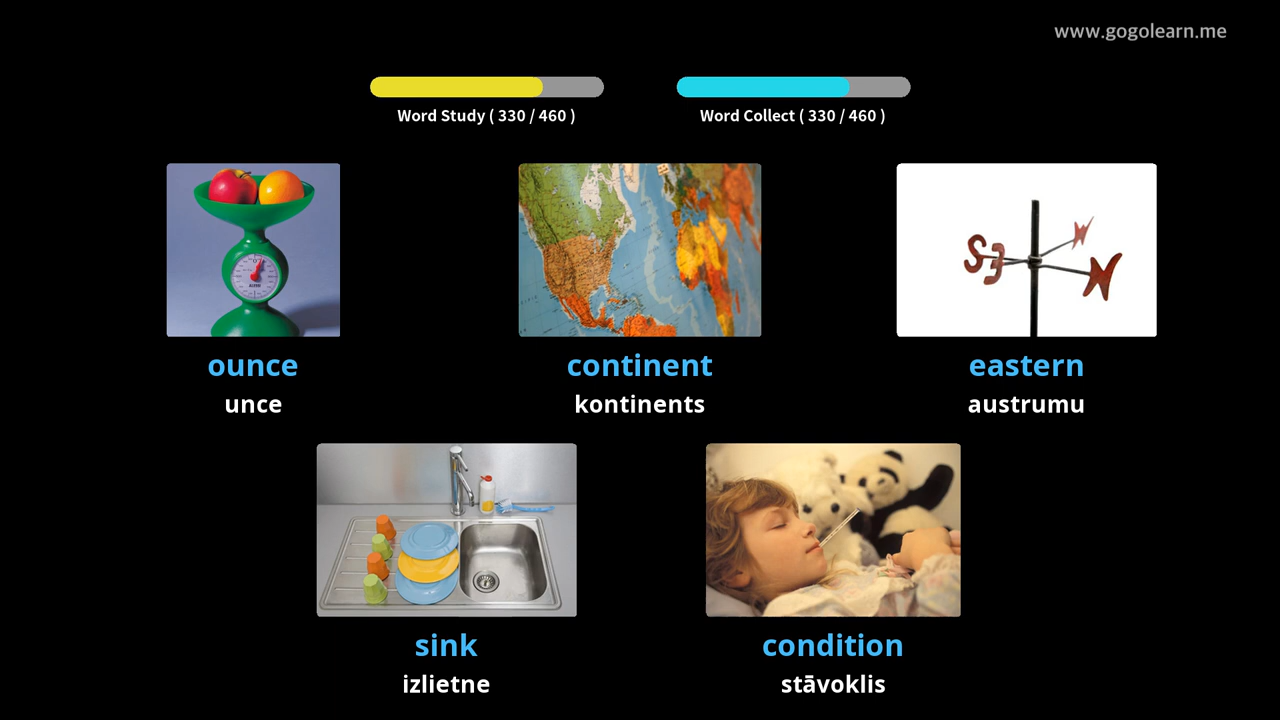 www.gogolearn.me
Word Study ( 330 / 460 )
Word Collect ( 330 / 460 )
ounce
unce
continent
kontinents
eastern
austrumu
S
E
N
W
sink
izlietne
condition
stāvoklis